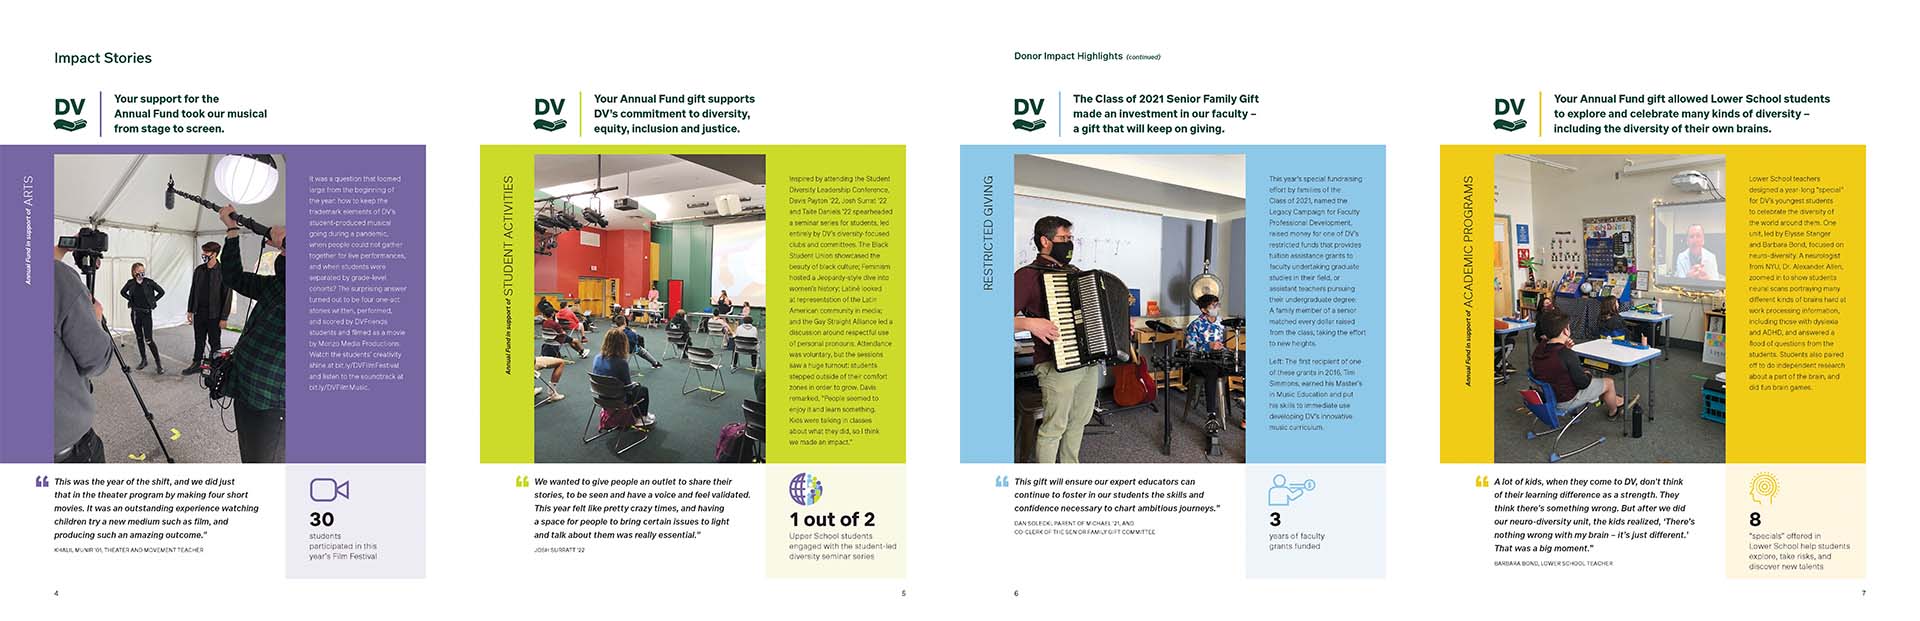 Impact Stories
DV
Your support for the
Annual Fund took our musical
from stage to screen.
Annual Fund in support of ARTS
It was a question that loomed
large from the beginning of
the year: how to keep the
trademark elements of DV's
student-produced musical
going during a pandemic,
when people could not gather
together for live performances,
and when students were
separated by grade-level
cohorts? The surprising answer
turned out to be four one-act
stories written, performed,
and scored by DVFriends
students and filmed as a movie
by Monzo Media Productions.
Watch the students' creativity
shine at bit.ly/DVFilmFestival
and listen to the soundtrack at
bit.ly/DVFilmMusic.
“ This was the year of the shift, and we did just
that in the theater program by making four short
movies. It was an outstanding experience watching
children try a new medium such as film, and
producing such an amazing outcome.”
KHALIL MUNIR '01, THEATER AND MOVEMENT TEACHER
30
students
participated in this
year's Film Festival
4
DV
Your Annual Fund gift supports
DV's commitment to diversity,
equity, inclusion and justice.
Annual Fund in support of STUDENT ACTIVITIES
Inspired by attending the Student
Diversity Leadership Conference,
Davis Payton '22, Josh Surrat '22
and Taite Daniels '22 spearheaded
a seminar series for students, led
entirely by DV's diversity-focused
clubs and committees. The Black
Student Union showcased the
beauty of black culture; Feminism
hosted a Jeopardy-style dive into
women's history; Latiné looked
at representation of the Latin
American community in media;
and the Gay Straight Alliance led a
discussion around respectful use
of personal pronouns. Attendance
was voluntary, but the sessions
saw a huge turnout: students
stepped outside of their comfort
zones in order to grow. Davis
remarked, "People seemed to
enjoy it and learn something.
Kids were talking in classes
about what they did, so I think
we made an impact."
“ We wanted to give people an outlet to share their
stories, to be seen and have a voice and feel validated.
This year felt like pretty crazy times, and having
a space for people to bring certain issues to light
and talk about them was really essential.”
JOSH SURRATT '22
1 out of 2
Upper School students
engaged with the student-led
diversity seminar series
5
Donor Impact Highlights (continued)
DV
The Class of 2021 Senior Family Gift
made an investment in our faculty –
a gift that will keep on giving.
RESTRICTED GIVING
This year's special fundraising
effort by families of the
Class of 2021, named the
Legacy Campaign for Faculty
Professional Development,
raised money for one of DV's
restricted funds that provides
tuition assistance grants to
faculty undertaking graduate
studies in their field, or
assistant teachers pursuing
their undergraduate degree.
A family member of a senior
matched every dollar raised
from the class, taking the effort
to new heights.
Left: The first recipient of one
of these grants in 2016, Tim
Simmons, earned his Master's
in Music Education and put
his skills to immediate use
developing DV's innovative
music curriculum.
“ This gift will ensure our expert educators can
continue to foster in our students the skills and
confidence necessary to chart ambitious journeys.”
DAN SOLECKI, PARENT OF MICHAEL '21, AND
CO-CLERK OF THE SENIOR FAMILY GIFT COMMITTEE
3
years of faculty
grants funded
6
DV
Your Annual Fund gift allowed Lower School students
to explore and celebrate many kinds of diversity –
including the diversity of their own brains.
Annual Fund in support of ACADEMIC PROGRAMS
Lower School teachers
designed a year-long "special"
for DV's youngest students
to celebrate the diversity of
the world around them. One
unit, led by Elysse Stanger
and Barbara Bond, focused on
neuro-diversity. A neurologist
from NYU, Dr. Alexander Allen,
zoomed in to show students
neural scans portraying many
different kinds of brains hard at
work processing information,
including those with dyslexia
and ADHD, and answered a
flood of questions from the
students. Students also paired
off to do independent research
about a part of the brain, and
did fun brain games.
“ A lot of kids, when they come to DV, don't think
of their learning difference as a strength. They
think there's something wrong. But after we did
our neuro-diversity unit, the kids realized, 'There's
nothing wrong with my brain – it's just different.'
That was a big moment.”
BARBARA BOND, LOWER SCHOOL TEACHER
8
"specials" offered in
Lower School help students
explore, take risks, and
discover new talents
7